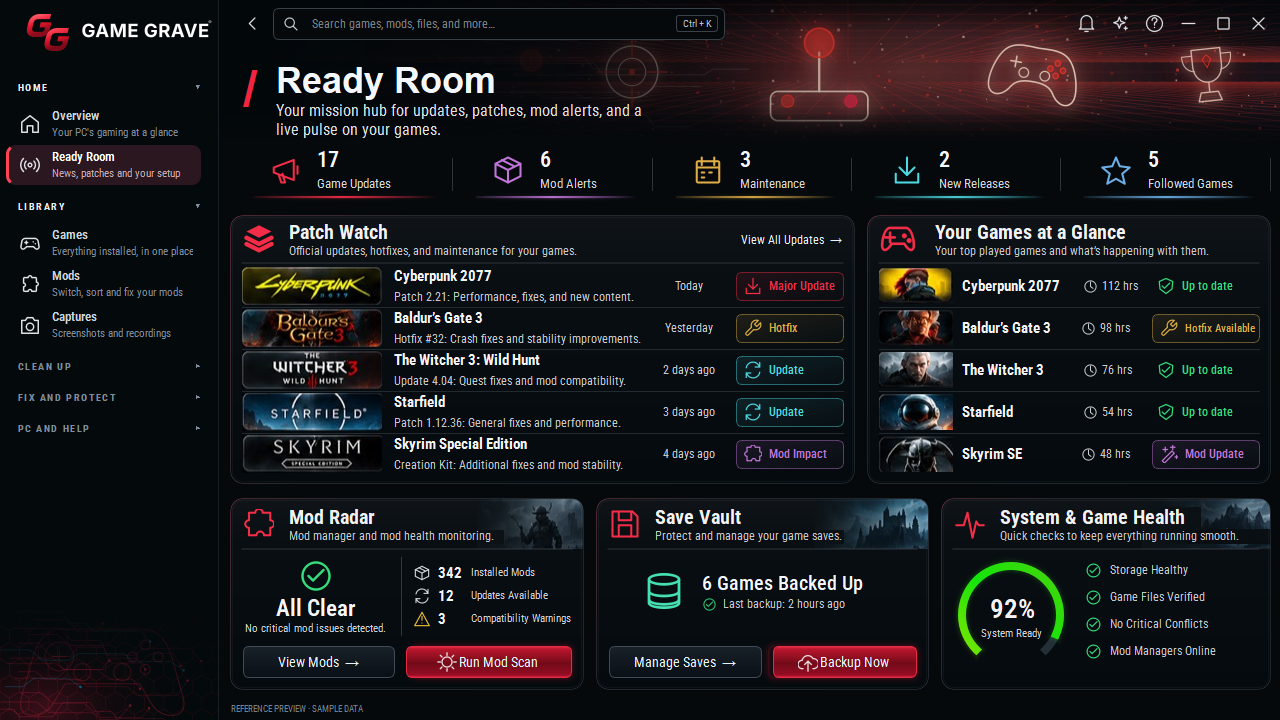 GAME GRAVE
Search games, mods, files, and more...
Ctrl + K
HOME
Overview
Your PC's gaming at a glance
Ready Room
News, patches and your setup
LIBRARY
Games
Everything installed, in one place
Mods
Switch, sort and fix your mods
Captures
Screenshots and recordings
CLEAN UP
FIX AND PROTECT
PC AND HELP
Ready Room
Your mission hub for updates, patches, mod alerts, and a
live pulse on your games.
17
Game Updates
6
Mod Alerts
3
Maintenance
2
New Releases
5
Followed Games
Patch Watch
Official updates, hotfixes, and maintenance for your games.
View All Updates →
CYBERPUNK
2077
Cyberpunk 2077
Patch 2.21: Performance, fixes, and new content.
Today
Major Update
BALDUR'S
GATE 3
Baldur's Gate 3
Hotfix #32: Crash fixes and stability improvements.
Yesterday
Hotfix
THE
WITCHER 3
WILD HUNT
The Witcher 3: Wild Hunt
Update 4.04: Quest fixes and mod compatibility.
2 days ago
Update
STARFIELD
Starfield
Patch 1.12.36: General fixes and performance.
3 days ago
Update
SKYRIM
SPECIAL EDITION
Skyrim Special Edition
Creation Kit: Additional fixes and mod stability.
4 days ago
Mod Impact
Your Games at a Glance
Your top played games and what's happening with them.
Cyberpunk 2077
112 hrs
Up to date
Baldur's Gate 3
98 hrs
Hotfix Available
The Witcher 3
76 hrs
Up to date
Starfield
54 hrs
Up to date
Skyrim SE
48 hrs
Mod Update
Mod Radar
Mod manager and mod health monitoring.
All Clear
No critical mod issues detected.
342 Installed Mods
12 Updates Available
3 Compatibility Warnings
View Mods →
Run Mod Scan
Save Vault
Protect and manage your game saves.
6 Games Backed Up
Last backup: 2 hours ago
Manage Saves →
Backup Now
System & Game Health
Quick checks to keep everything running smooth.
92%
System Ready
Storage Healthy
Game Files Verified
No Critical Conflicts
Mod Managers Online
REFERENCE PREVIEW · SAMPLE DATA